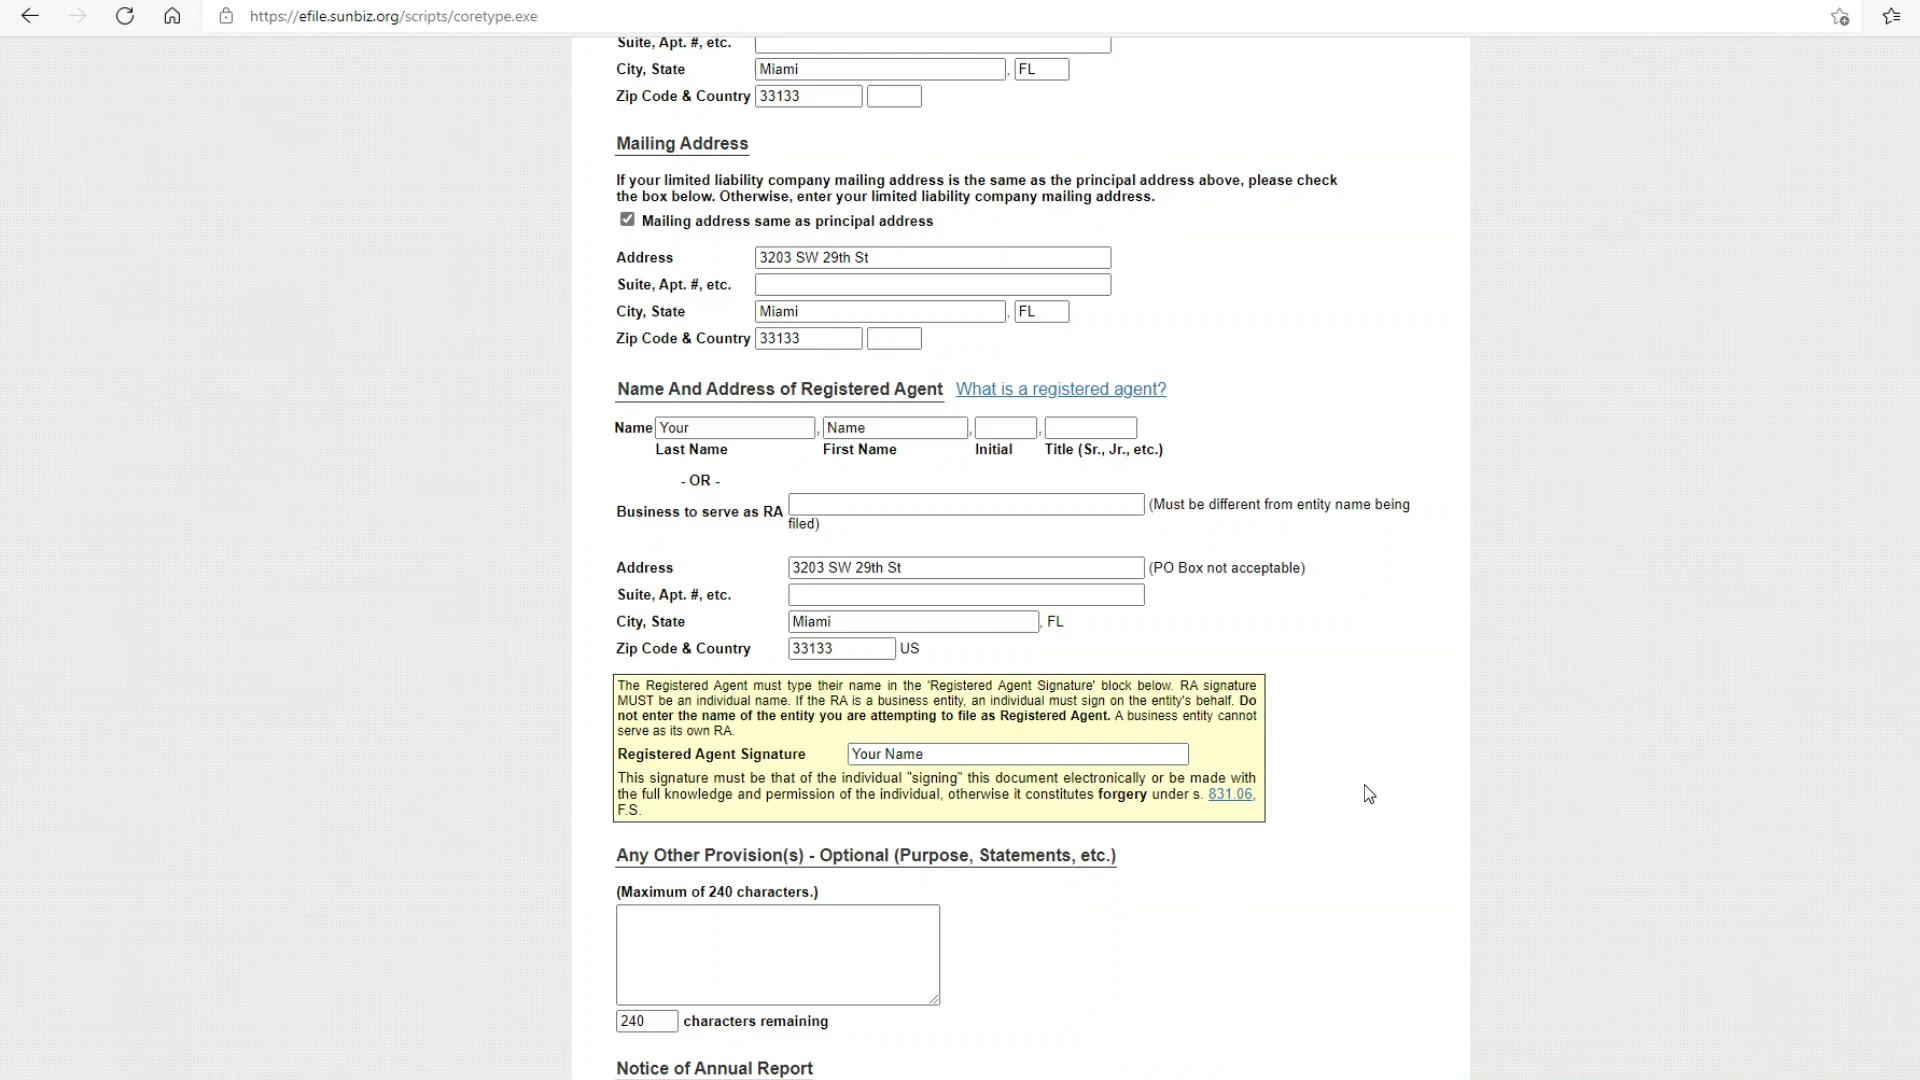 https://efile.sunbiz.org/scripts/coretype.exe
Suite, Apt. #, etc.
City, State Miami , FL
Zip Code & Country 33133
Mailing Address
If your limited liability company mailing address is the same as the principal address above, please check
the box below. Otherwise, enter your limited liability company mailing address.
Mailing address same as principal address
Address 3203 SW 29th St
Suite, Apt. #, etc.
City, State Miami , FL
Zip Code & Country 33133
Name And Address of Registered Agent What is a registered agent?
Name Your , Name , ,
Last Name First Name Initial Title (Sr., Jr., etc.)
- OR -
Business to serve as RA (Must be different from entity name being
filed)
Address 3203 SW 29th St (PO Box not acceptable)
Suite, Apt. #, etc.
City, State Miami , FL
Zip Code & Country 33133 US
The Registered Agent must type their name in the 'Registered Agent Signature' block below. RA signature
MUST be an individual name. If the RA is a business entity, an individual must sign on the entity's behalf. Do
not enter the name of the entity you are attempting to file as Registered Agent. A business entity cannot
serve as its own RA.
Registered Agent Signature Your Name
This signature must be that of the individual "signing" this document electronically or be made with
the full knowledge and permission of the individual, otherwise it constitutes forgery under s. 831.06,
F.S.
Any Other Provision(s) - Optional (Purpose, Statements, etc.)
(Maximum of 240 characters.)
240 characters remaining
Notice of Annual Report